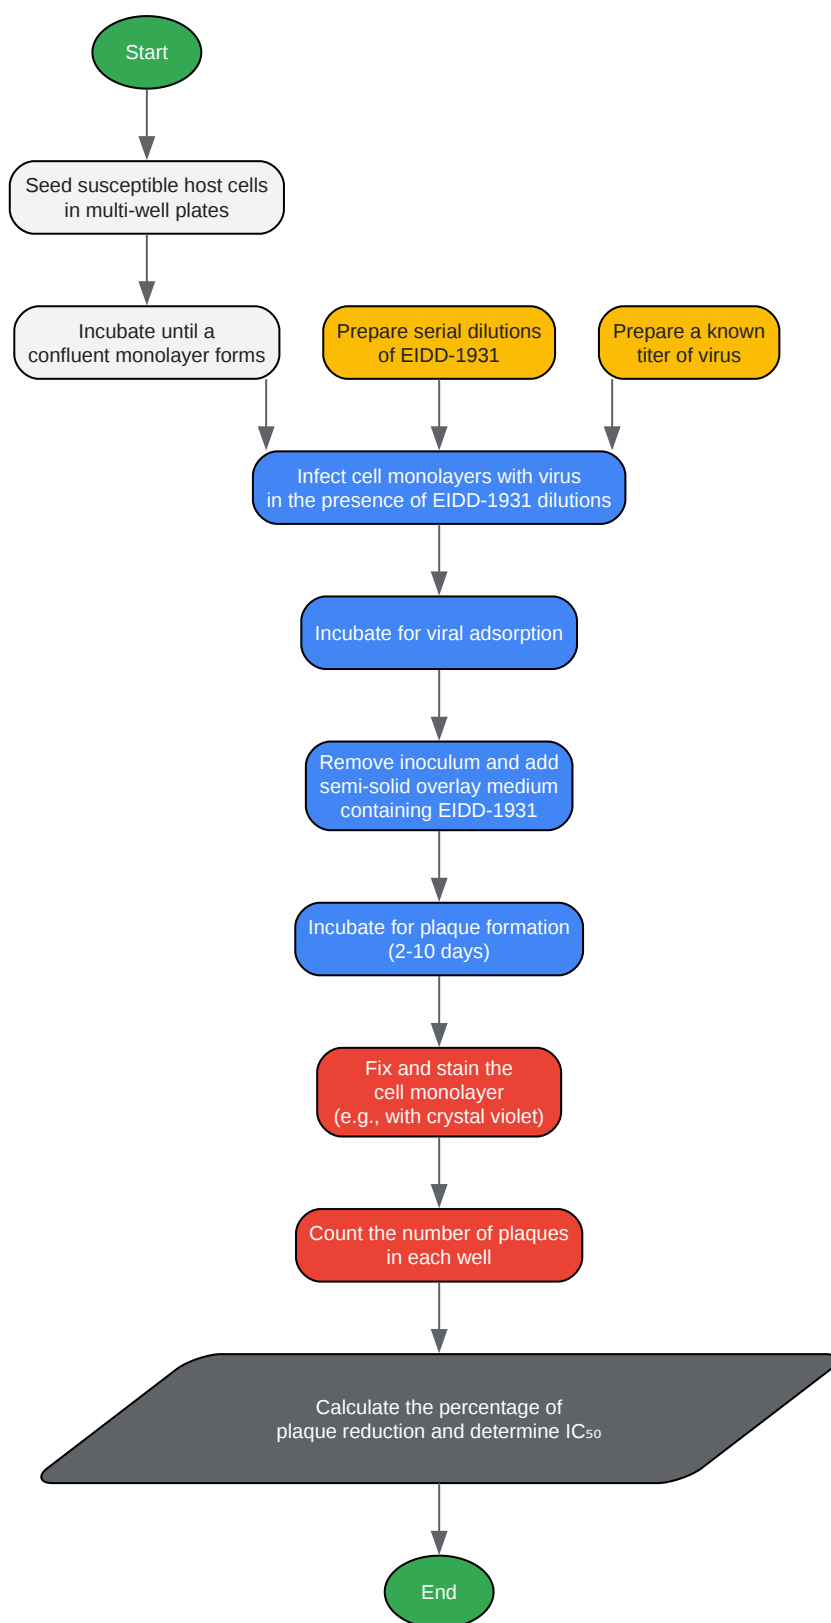 Start
Seed susceptible host cells
in multi-well plates
Incubate until a
confluent monolayer forms
Prepare serial dilutions
of EIDD-1931
Prepare a known
titer of virus
Infect cell monolayers with virus
in the presence of EIDD-1931 dilutions
Incubate for viral adsorption
Remove inoculum and add
semi-solid overlay medium
containing EIDD-1931
Incubate for plaque formation
(2-10 days)
Fix and stain the
cell monolayer
(e.g., with crystal violet)
Count the number of plaques
in each well
Calculate the percentage of
plaque reduction and determine IC₅₀
End